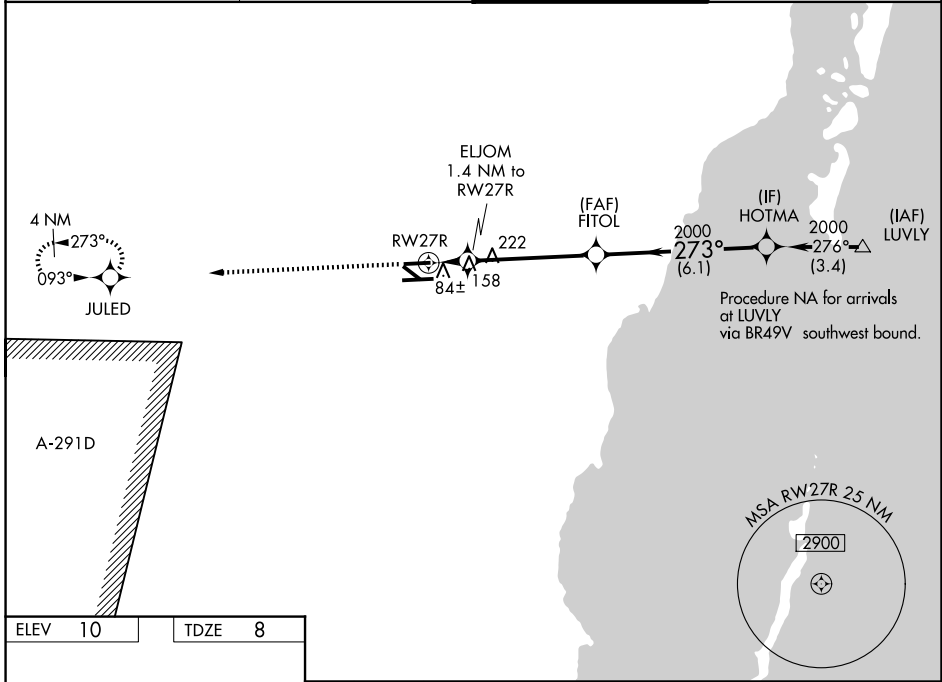 ELJOM
1.4 NM to
RW27R
4 NM
273°
093°
JULED
RW27R
84±
158
222
(FAF)
FITOL
2000
273°
(6.1)
(IF)
HOTMA
2000
276°
(3.4)
(IAF)
LUVLY
Procedure NA for arrivals
at LUVLY
via BR49V southwest bound.
A-291D
MSA RW27R 25 NM
2900
ELEV 10
TDZE 8